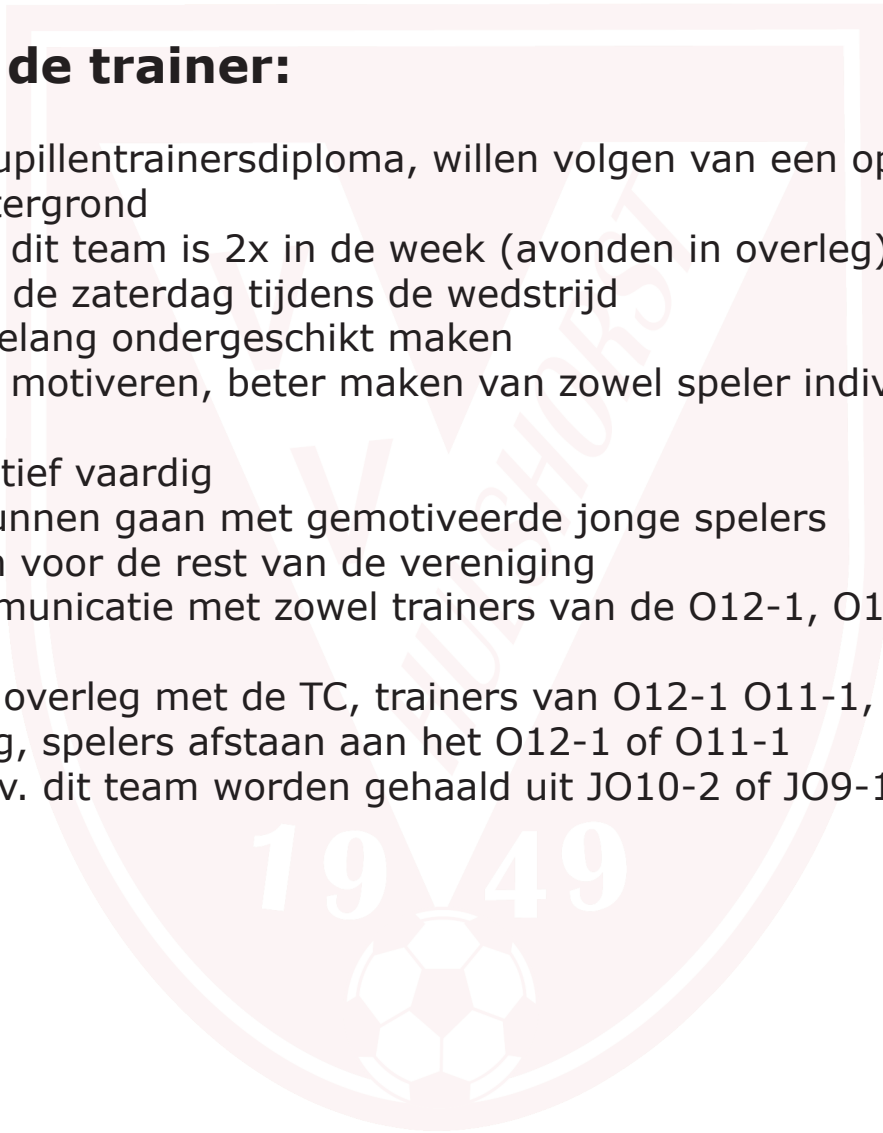 de trainer:
upillentrainersdiploma, willen volgen van een op
tergrond
dit team is 2x in de week (avonden in overleg)
de zaterdag tijdens de wedstrijd
elang ondergeschikt maken
motiveren, beter maken van zowel speler indiv
tief vaardig
unnen gaan met gemotiveerde jonge spelers
n voor de rest van de vereniging
municatie met zowel trainers van de O12-1, O1
overleg met de TC, trainers van O12-1 O11-1,
g, spelers afstaan aan het O12-1 of O11-1
v. dit team worden gehaald uit JO10-2 of JO9-1
V V
HULSHORST
19 49